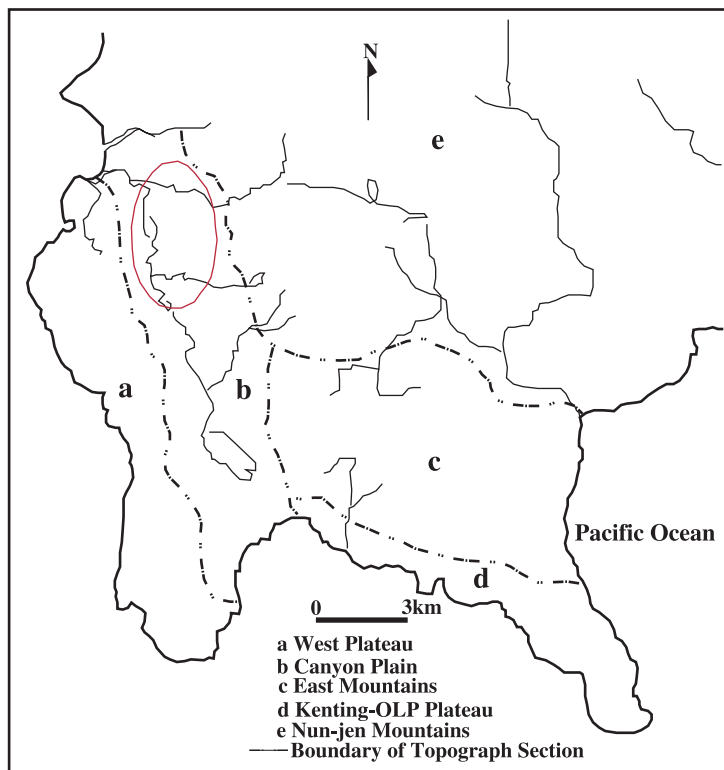 N
e
a
b
c
Pacific Ocean
d
0 3km
a West Plateau
b Canyon Plain
c East Mountains
d Kenting-OLP Plateau
e Nun-jen Mountains
Boundary of Topograph Section